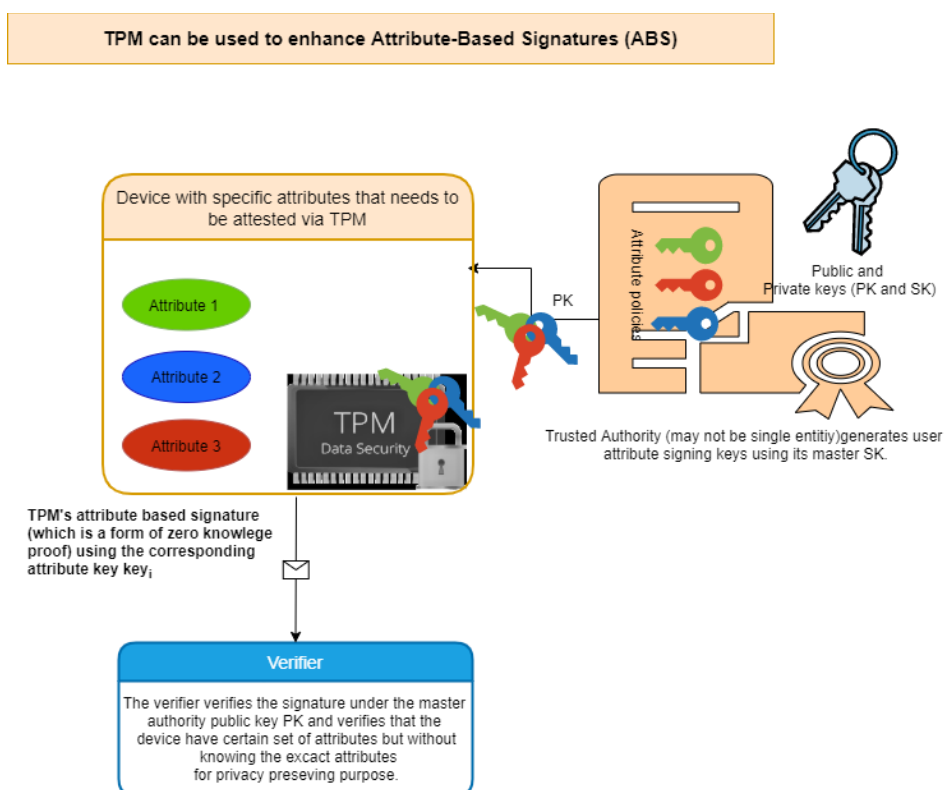 TPM can be used to enhance Attribute-Based Signatures (ABS)
Device with specific attributes that needs to
be attested via TPM
Attribute 1
Attribute 2
Attribute 3
TPM
Data Security
PK
Attribute policies
Public and
Private keys (PK and SK)
Trusted Authority (may not be single entitiy)generates user
attribute signing keys using its master SK.
TPM's attribute based signature
(which is a form of zero knowlege
proof) using the corresponding
attribute key keyi
Verifier
The verifier verifies the signature under the master
authority public key PK and verifies that the
device have certain set of attributes but without
knowing the excact attributes
for privacy preseving purpose.